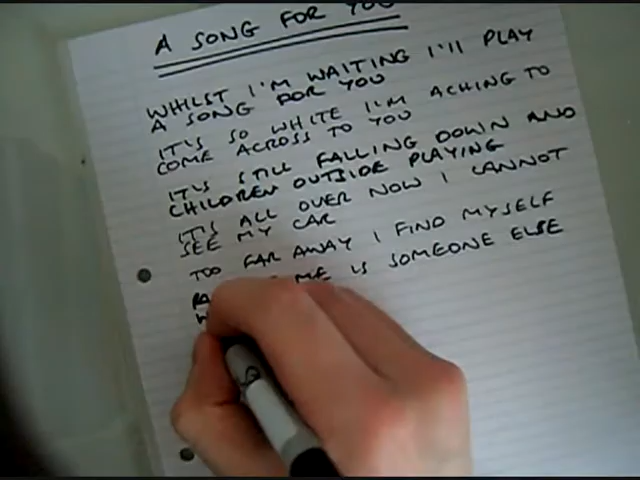 A SONG FOR YOU
WHILST I'M WAITING I'll PLAY
A SONG FOR YOU
IT'S SO WHITE I'M ACHING TO
COME ACROSS TO YOU
IT'S STILL FALLING DOWN AND
CHILDREN OUTSIDE PLAYING
IT'S ALL OVER NOW I CANNOT
SEE MY CAR
TOO FAR AWAY I FIND MYSELF
ME IS SOMEONE ELSE